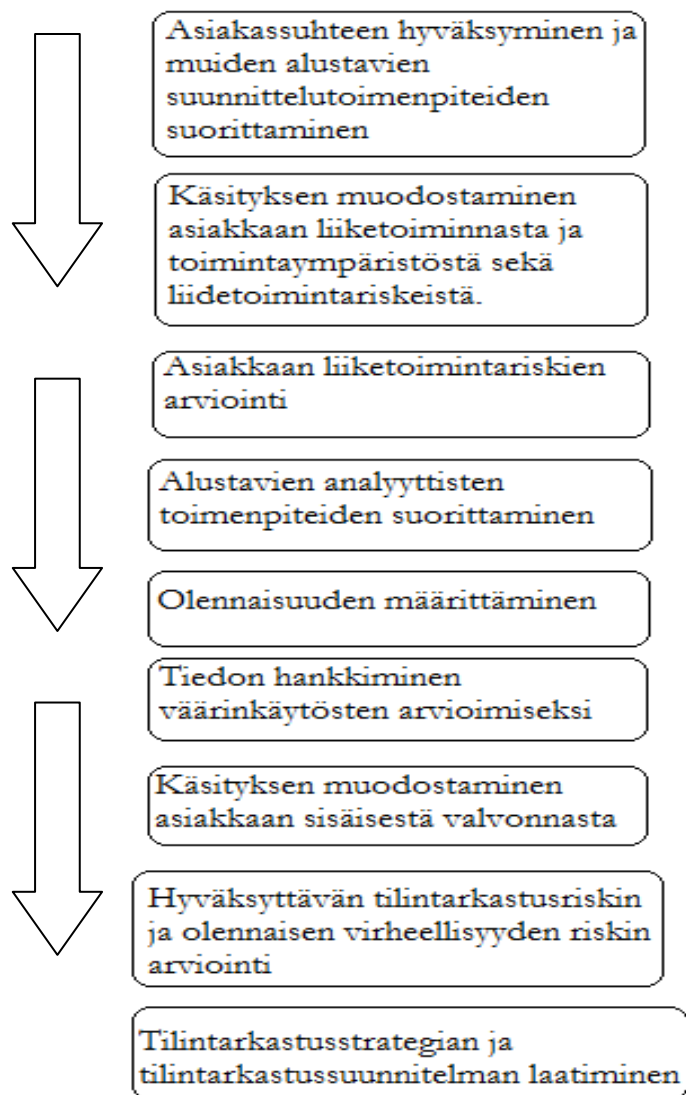 Asiakassuhteen hyväksyminen ja
muiden alustavien
suunnittelutoimenpiteiden
suorittaminen
Käsityksen muodostaminen
asiakkaan liiketoiminnasta ja
toimintaympäristöstä sekä
liidetoimintariskeistä.
Asiakkaan liiketoimintariskien
arviointi
Alustavien analyyttisten
toimenpiteiden suorittaminen
Olennaisuuden määrittäminen
Tiedon hankkiminen
väärinkäytösten arvioimiseksi
Käsityksen muodostaminen
asiakkaan sisäisestä valvonnasta
Hyväksyttävän tilintarkastusriskin
ja olennaisen virheellisyyden riskin
arviointi
Tilintarkastusstrategian ja
tilintarkastussuunnitelman laatiminen